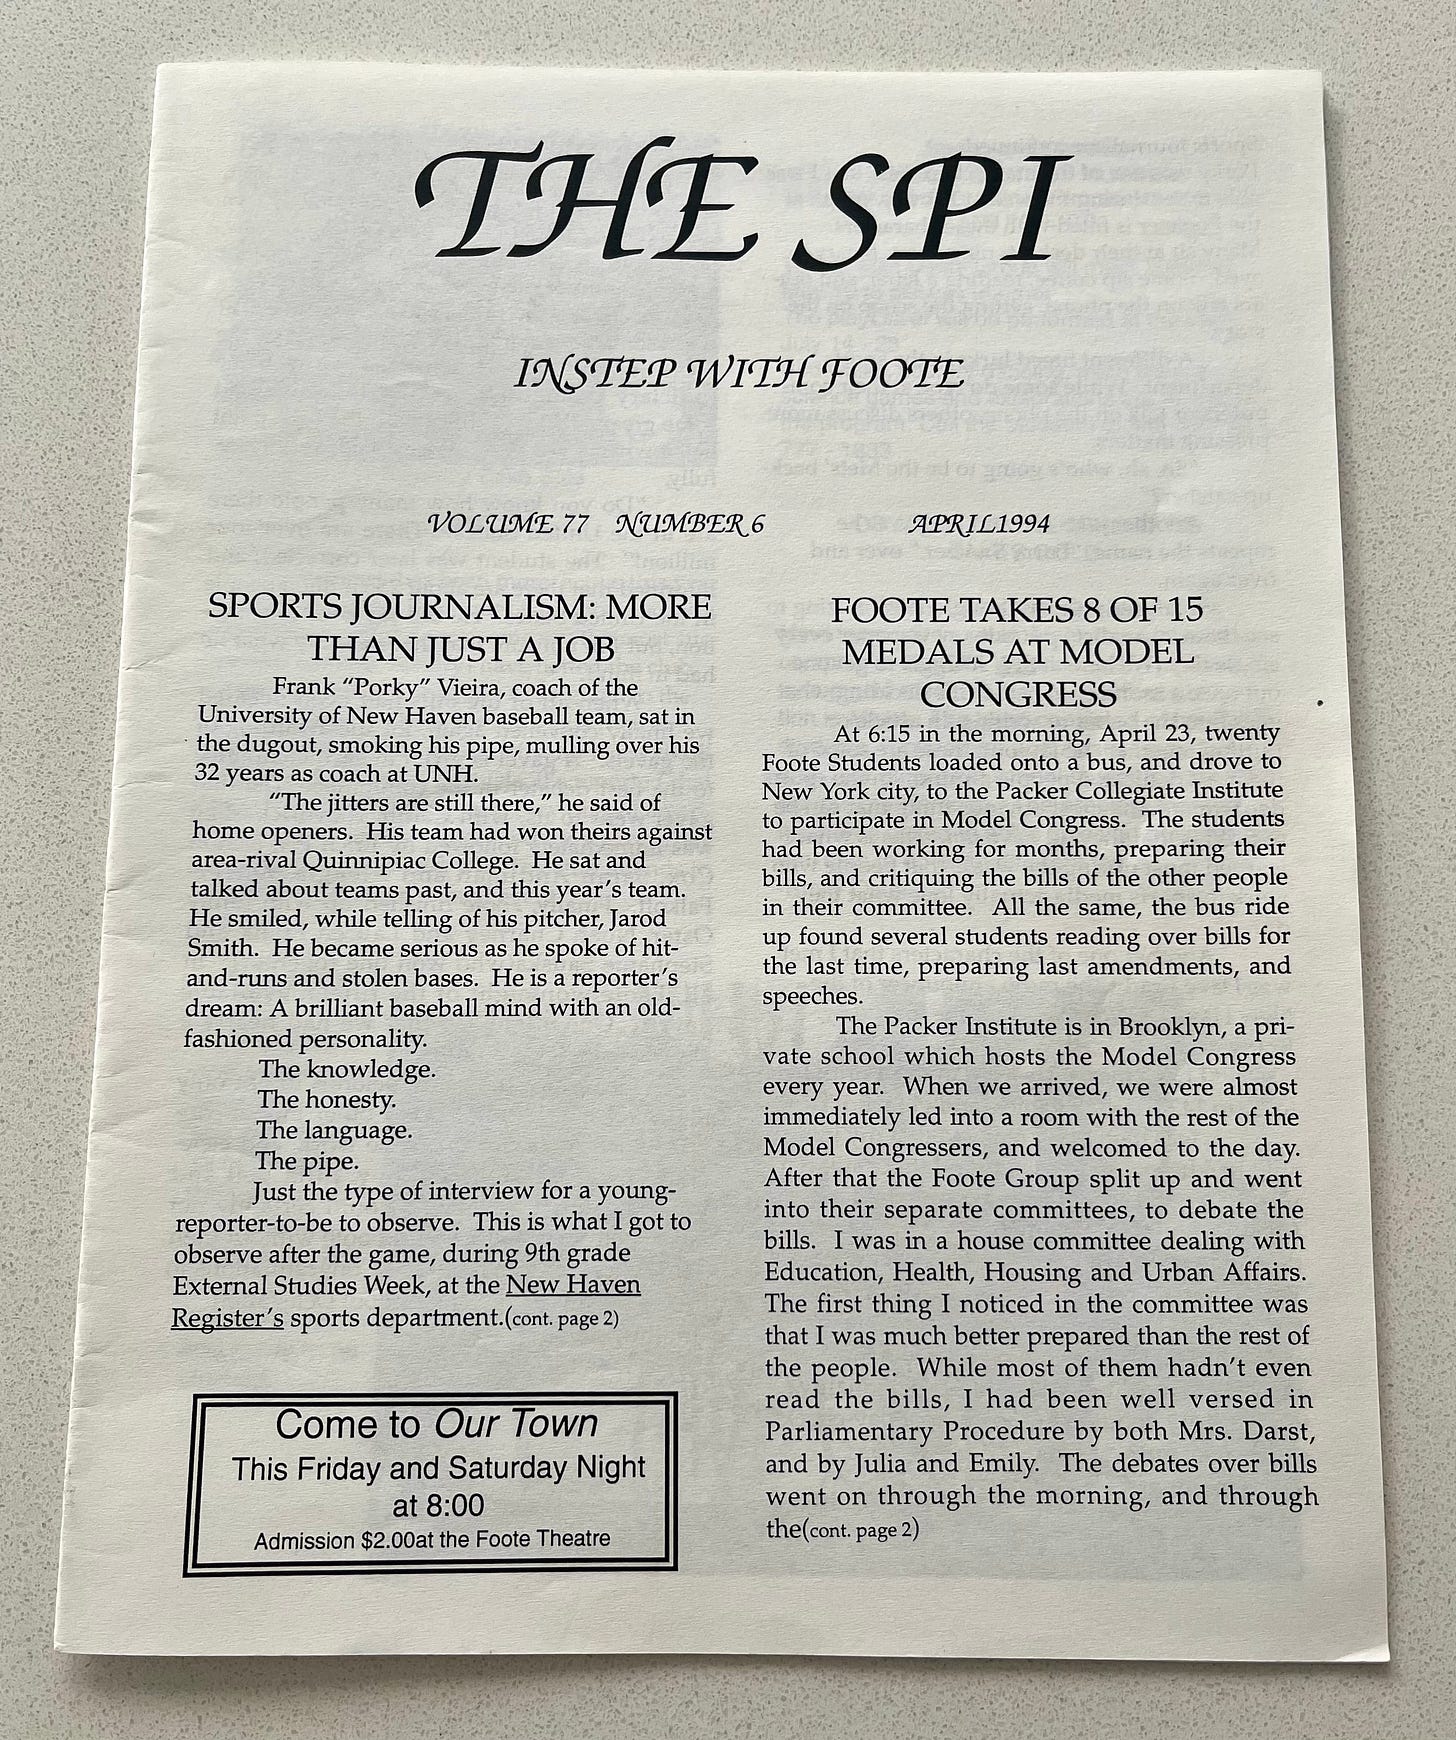 THE SPI
INSTEP WITH FOOTE
VOLUME 77 NUMBER 6 APRIL1994
SPORTS JOURNALISM: MORE
THAN JUST A JOB
Frank “Porky” Vieira, coach of the
University of New Haven baseball team, sat in
the dugout, smoking his pipe, mulling over his
32 years as coach at UNH.
“The jitters are still there,” he said of
home openers. His team had won theirs against
area-rival Quinnipiac College. He sat and
talked about teams past, and this year’s team.
He smiled, while telling of his pitcher, Jarod
Smith. He became serious as he spoke of hit-
and-runs and stolen bases. He is a reporter’s
dream: A brilliant baseball mind with an old-
fashioned personality.
The knowledge.
The honesty.
The language.
The pipe.
Just the type of interview for a young-
reporter-to-be to observe. This is what I got to
observe after the game, during 9th grade
External Studies Week, at the New Haven
Register’s sports department.(cont. page 2)
Come to Our Town
This Friday and Saturday Night
at 8:00
Admission $2.00at the Foote Theatre
FOOTE TAKES 8 OF 15
MEDALS AT MODEL
CONGRESS
At 6:15 in the morning, April 23, twenty
Foote Students loaded onto a bus, and drove to
New York city, to the Packer Collegiate Institute
to participate in Model Congress. The students
had been working for months, preparing their
bills, and critiquing the bills of the other people
in their committee. All the same, the bus ride
up found several students reading over bills for
the last time, preparing last amendments, and
speeches.
The Packer Institute is in Brooklyn, a pri-
vate school which hosts the Model Congress
every year. When we arrived, we were almost
immediately led into a room with the rest of the
Model Congressers, and welcomed to the day.
After that the Foote Group split up and went
into their separate committees, to debate the
bills. I was in a house committee dealing with
Education, Health, Housing and Urban Affairs.
The first thing I noticed in the committee was
that I was much better prepared than the rest of
the people. While most of them hadn’t even
read the bills, I had been well versed in
Parliamentary Procedure by both Mrs. Darst,
and by Julia and Emily. The debates over bills
went on through the morning, and through
the(cont. page 2)